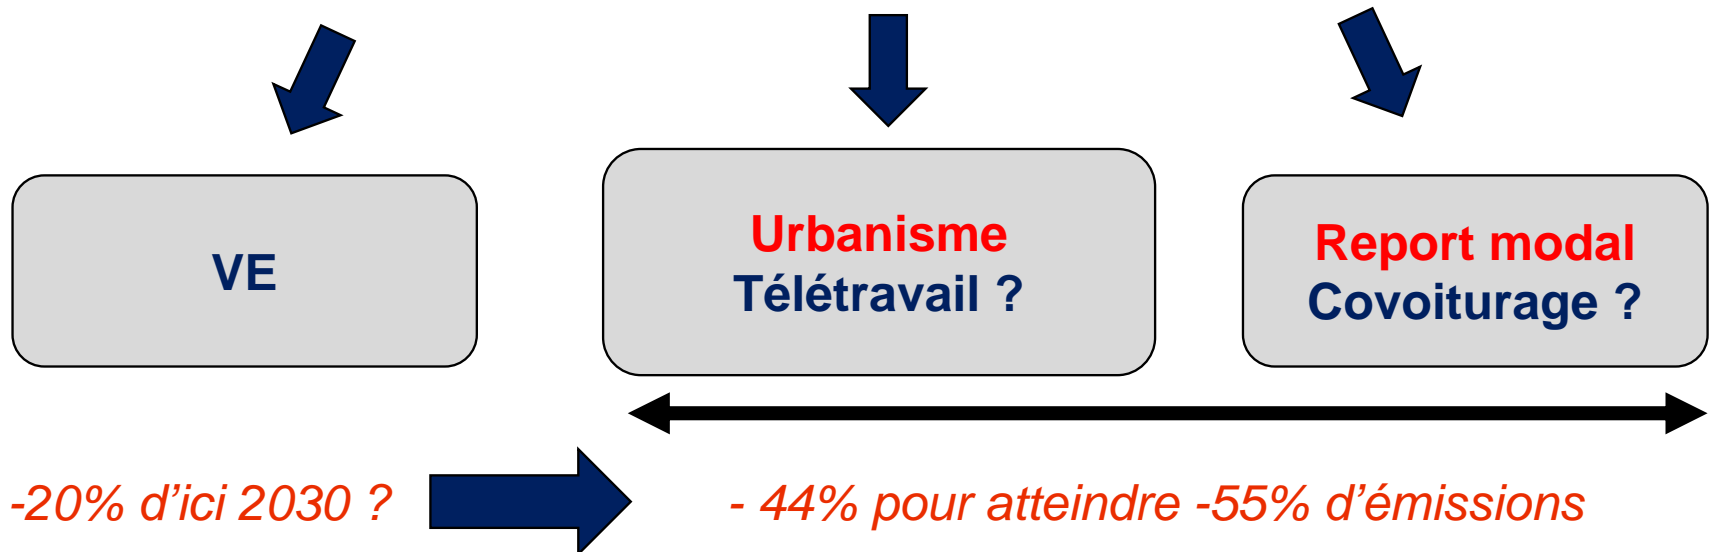 VE
Urbanisme
Télétravail ?
Report modal
Covoiturage ?
-20% d’ici 2030 ?
- 44% pour atteindre -55% d’émissions